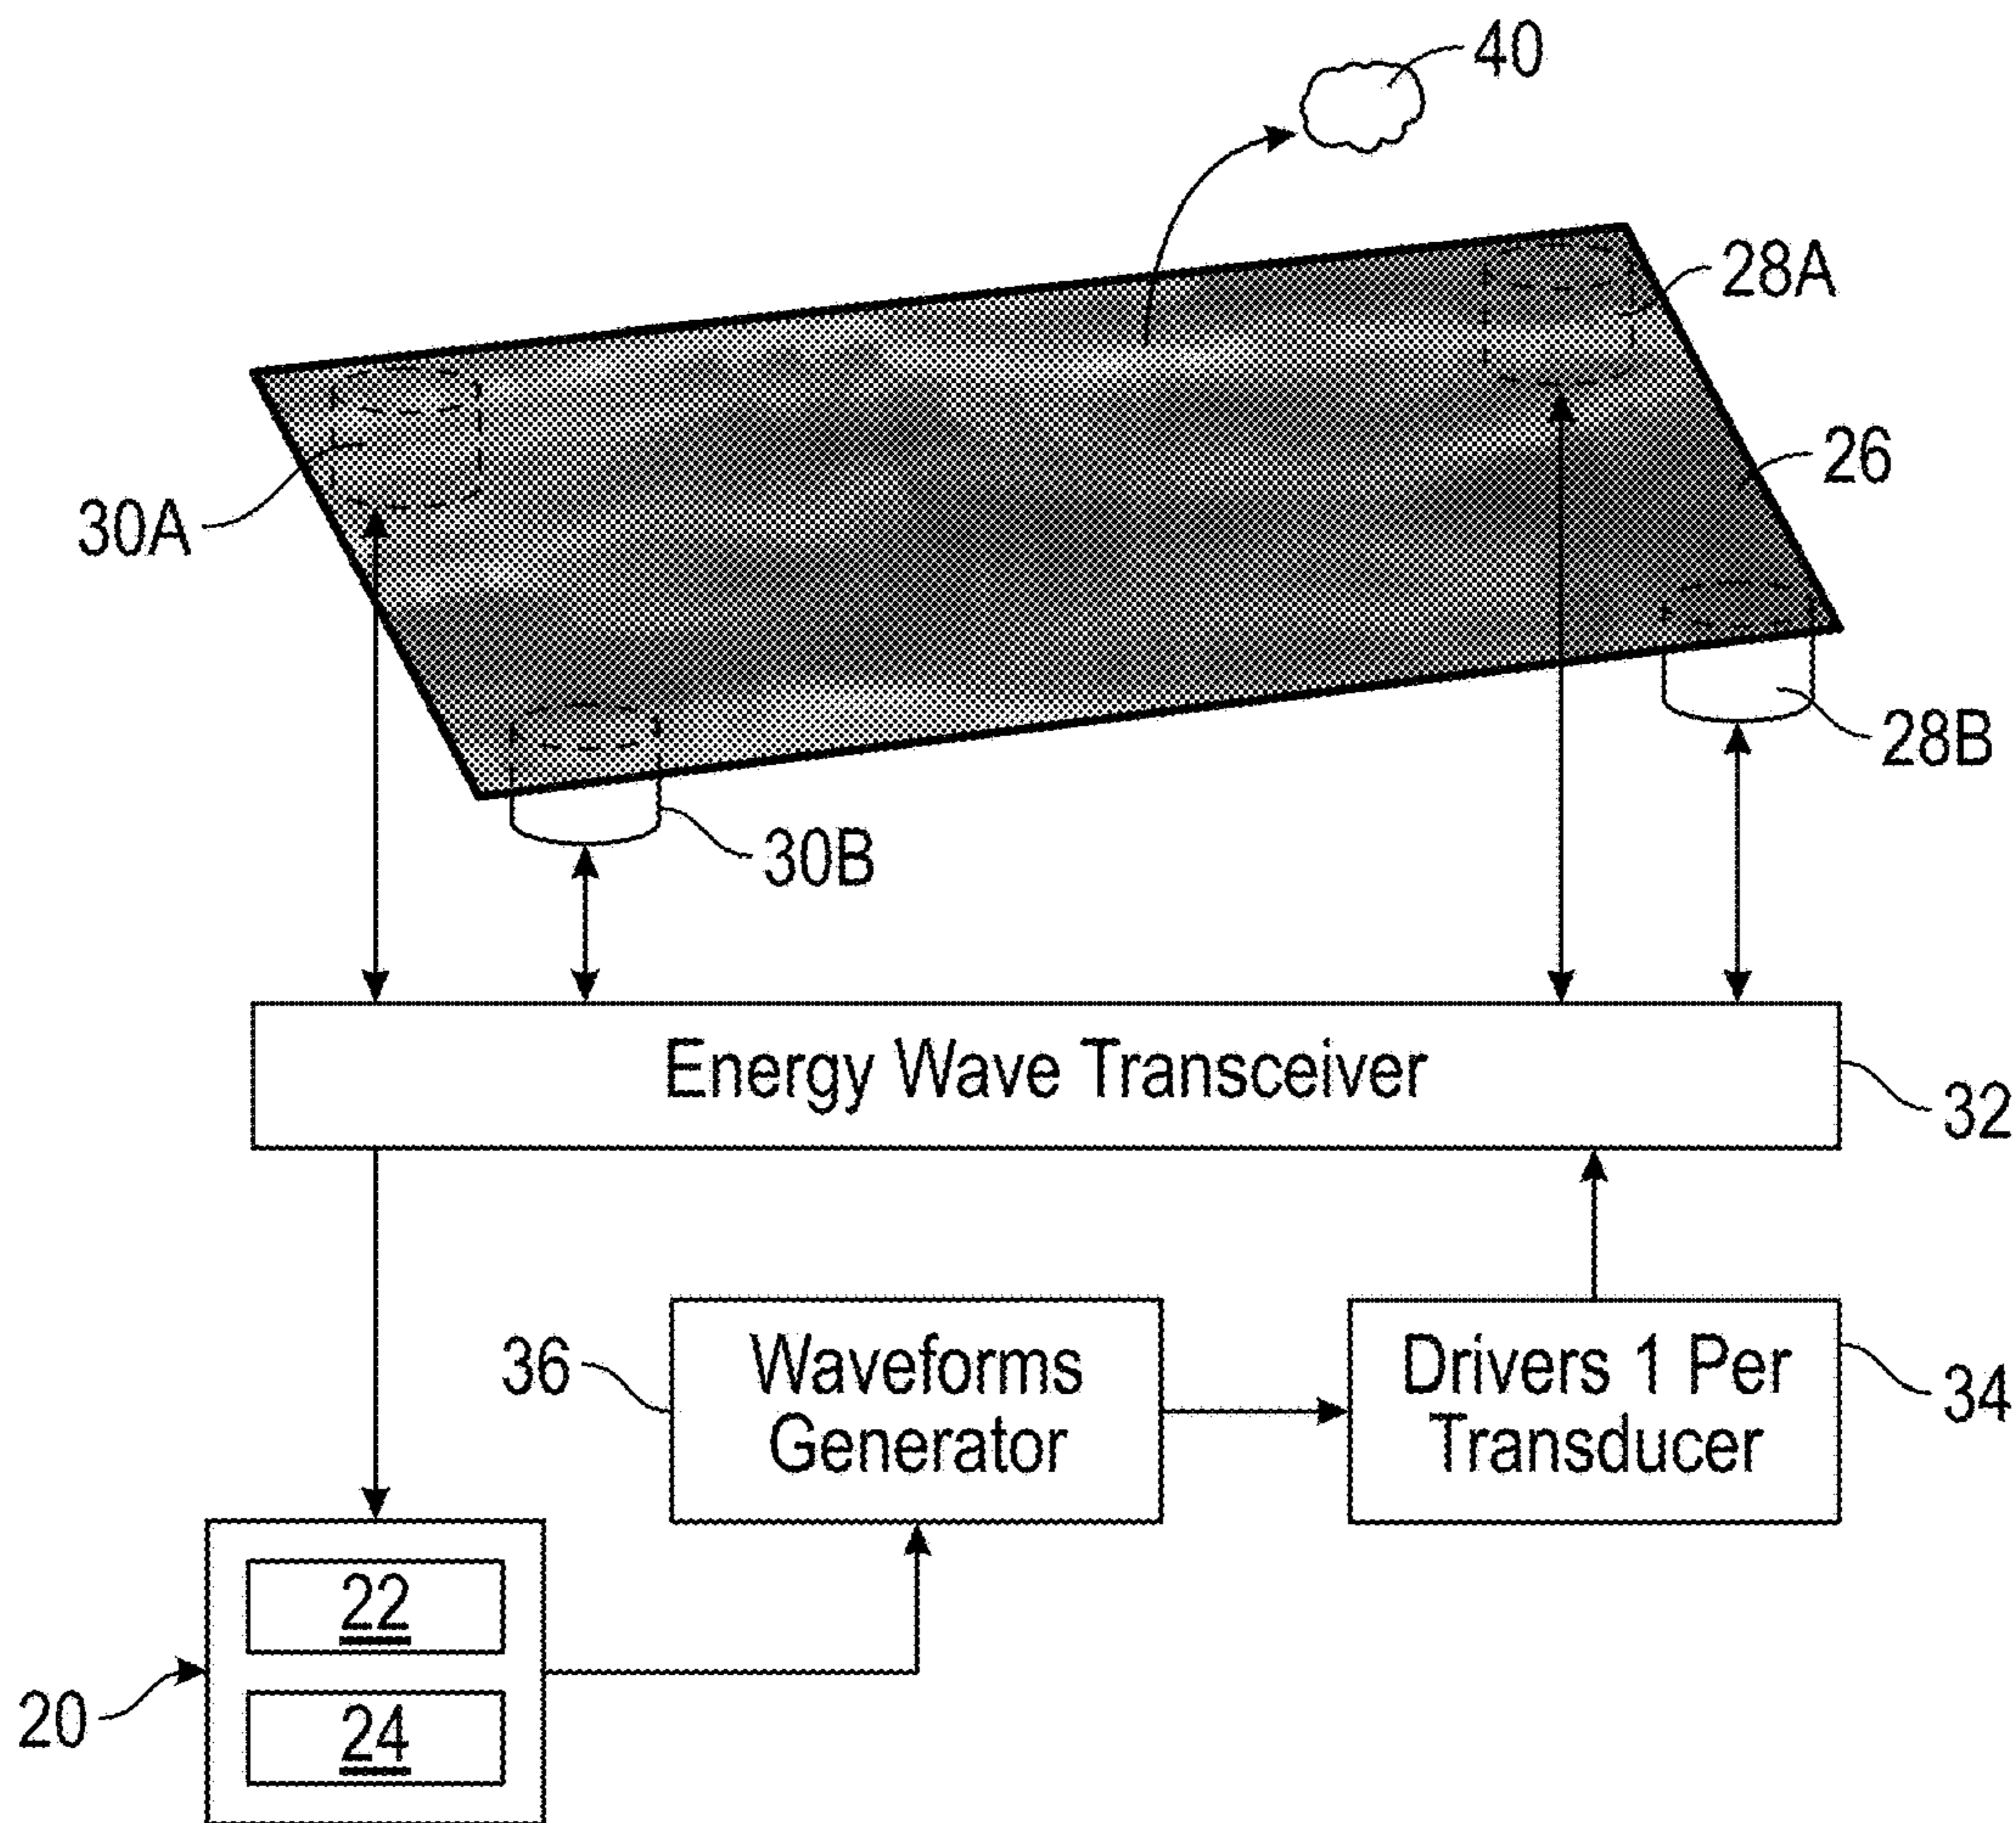 40
28A
26
30A
28B
30B
Energy Wave Transceiver
32
36
Waveforms
Generator
Drivers 1 Per
Transducer
34
22
20
24